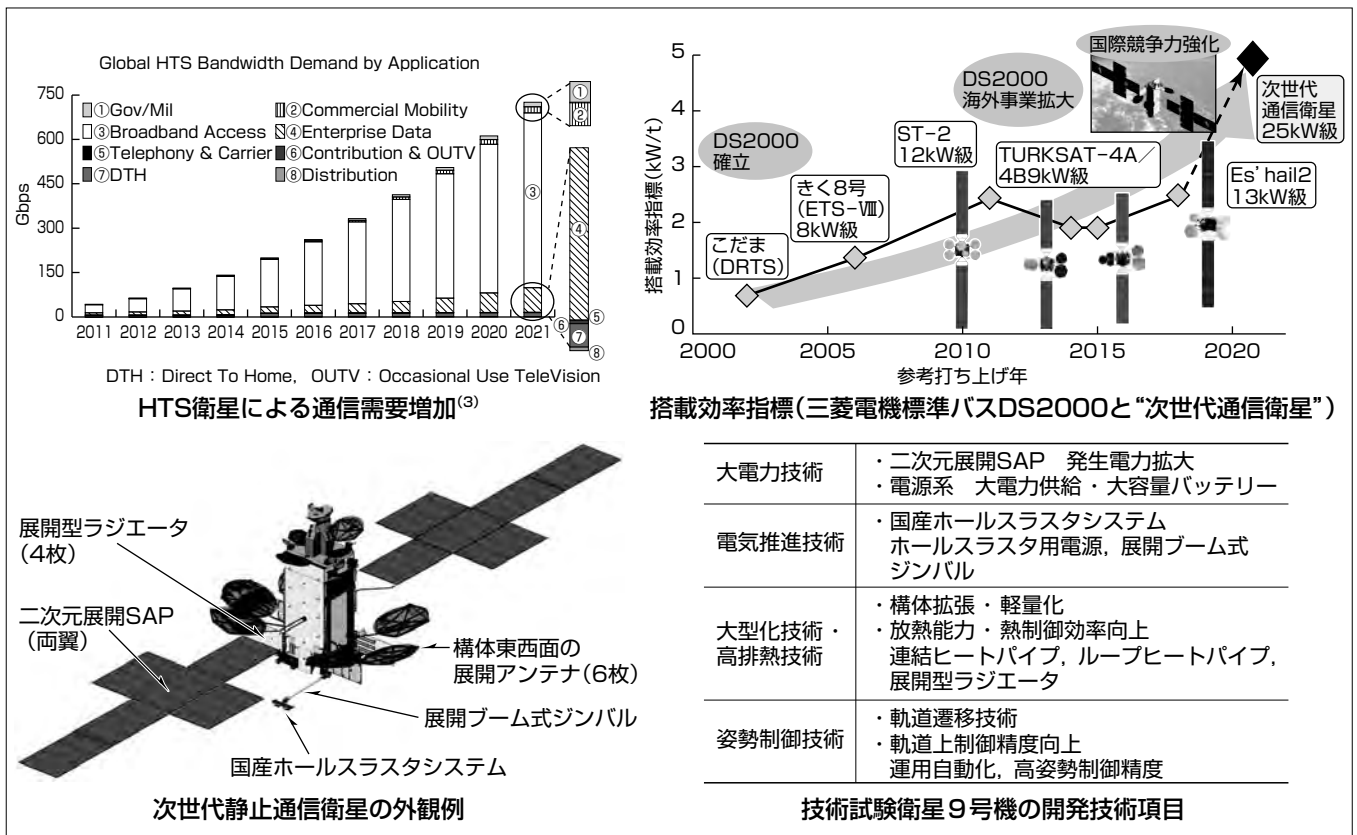 Global HTS Bandwidth Demand by Application
①Gov/Mil ②Commercial Mobility
③Broadband Access ④Enterprise Data
⑤Telephony & Carrier ⑥Contribution & OUTV
⑦DTH ⑧Distribution
Gbps
750
600
450
300
150
0
2011 2012 2013 2014 2015 2016 2017 2018 2019 2020 2021
①
②
③
④
⑤
⑥
⑦
⑧
DTH：Direct To Home, OUTV：Occasional Use TeleVision
HTS衛星による通信需要増加(3)
搭載効率指標(kW/t)
5
4
3
2
1
0
2000 2005 2010 2015 2020
参考打ち上げ年
DS2000
確立
DS2000
海外事業拡大
国際競争力強化
こだま
(DRTS)
きく8号
(ETS-Ⅷ)
8kW級
ST-2
12kW級
TURKSAT-4A／
4B9kW級
Es'hail2
13kW級
次世代
通信衛星
25kW級
搭載効率指標(三菱電機標準バスDS2000と“次世代通信衛星”)
展開型ラジエータ
(4枚)
二次元展開SAP
(両翼)
構体東西面の
展開アンテナ(6枚)
展開ブーム式ジンバル
国産ホールスラスタシステム
次世代静止通信衛星の外観例
大電力技術
・二次元展開SAP 発生電力拡大
・電源系 大電力供給・大容量バッテリー
電気推進技術
・国産ホールスラスタシステム
ホールスラスタ用電源, 展開ブーム式
ジンバル
大型化技術・
高排熱技術
・構体拡張・軽量化
・放熱能力・熱制御効率向上
連結ヒートパイプ, ループヒートパイプ,
展開型ラジエータ
姿勢制御技術
・軌道遷移技術
・軌道上制御精度向上
運用自動化, 高姿勢制御精度
技術試験衛星9号機の開発技術項目